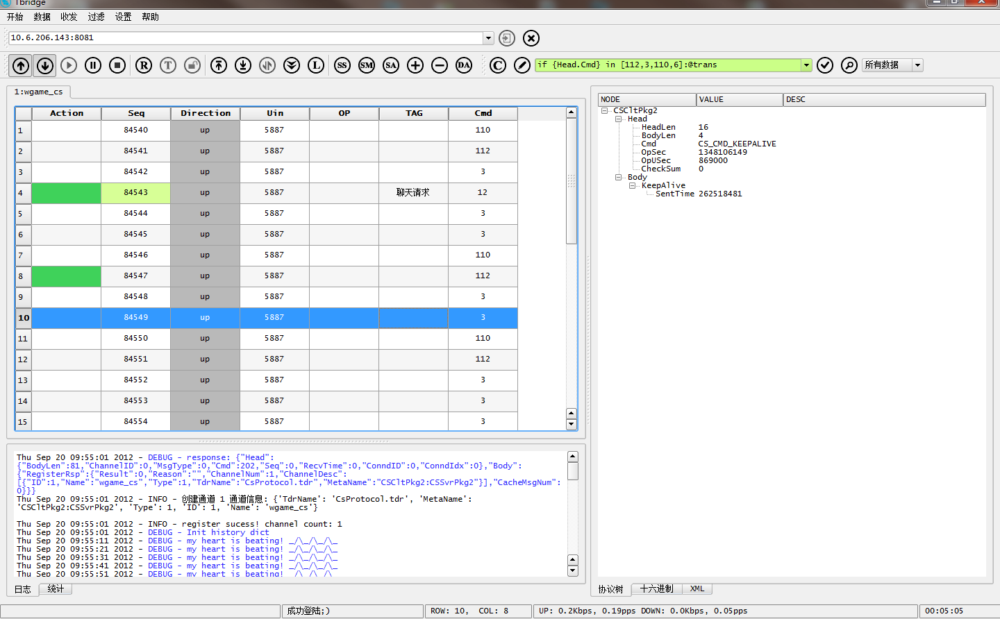 Tbridge
开始 数据 收发 过滤 设置 帮助
10.6.206.143:8081
R T L SS SM SA DA C if {Head.Cmd} in [112,3,110,6]:@trans 所有数据
1:wgame_cs
Action Seq Direction Uin OP TAG Cmd
1 84540 up 5887 110
2 84541 up 5887 112
3 84542 up 5887 3
4 84543 up 5887 聊天请求 12
5 84544 up 5887 3
6 84545 up 5887 3
7 84546 up 5887 110
8 84547 up 5887 112
9 84548 up 5887 3
10 84549 up 5887 3
11 84550 up 5887 110
12 84551 up 5887 112
13 84552 up 5887 3
14 84553 up 5887 3
15 84554 up 5887 3
Thu Sep 20 09:55:01 2012 - DEBUG - response: {"Head":
{"BodyLen":81,"ChannelID":0,"MsgType":0,"Cmd":202,"Seq":0,"RecvTime":0,"ConndID":0,"ConndIdx":0},"Body":
{"RegisterRsp":{"Result":0,"Reason":"","ChannelNum":1,"ChannelDesc":
[{"ID":1,"Name":"wgame_cs","Type":1,"TdrName":"CsProtocol.tdr","MetaName":"CSCltPkg2:CSSvrPkg2"}],"CacheMsgNum":
0}}}
Thu Sep 20 09:55:01 2012 - INFO - 创建通道 1 通道信息: {'TdrName': 'CsProtocol.tdr', 'MetaName':
'CSCltPkg2:CSSvrPkg2', 'Type': 1, 'ID': 1, 'Name': 'wgame_cs'}
Thu Sep 20 09:55:01 2012 - INFO - register sucess! channel count: 1
Thu Sep 20 09:55:01 2012 - DEBUG - Init history dict
Thu Sep 20 09:55:11 2012 - DEBUG - my heart is beating! _/\_/\_/\_
Thu Sep 20 09:55:21 2012 - DEBUG - my heart is beating! _/\_/\_/\_
Thu Sep 20 09:55:31 2012 - DEBUG - my heart is beating! _/\_/\_/\_
Thu Sep 20 09:55:41 2012 - DEBUG - my heart is beating! _/\_/\_/\_
Thu Sep 20 09:55:51 2012 - DEBUG - my heart is beating! _/\_/\_/\_
日志 统计
NODE VALUE DESC
CSCltPkg2
Head
HeadLen 16
BodyLen 4
Cmd CS_CMD_KEEPALIVE
OpSec 1348106149
OpUSec 869000
CheckSum 0
Body
KeepAlive
SentTime 262518481
协议树 十六进制 XML
成功登陆;) ROW: 10, COL: 8 UP: 0.2Kbps, 0.19pps DOWN: 0.0Kbps, 0.05pps 00:05:05